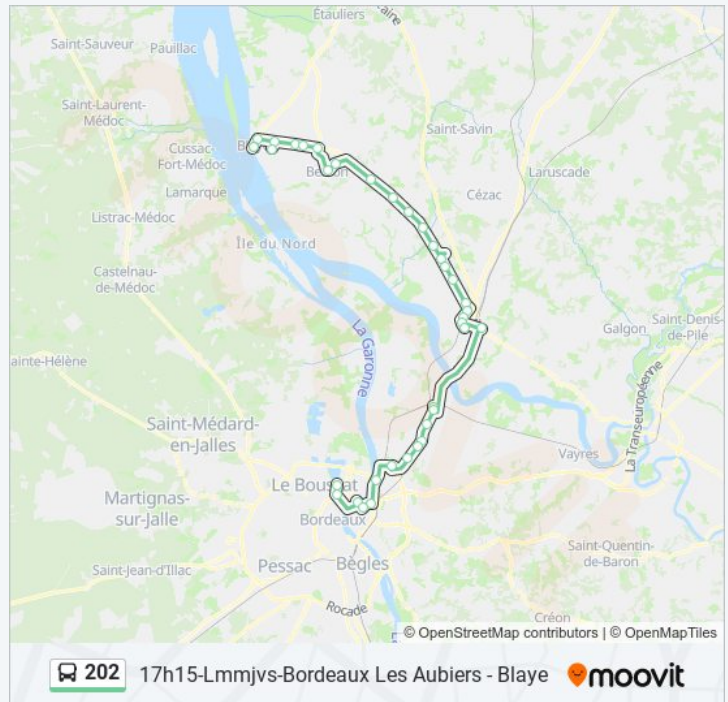 Étauliers
Saint-Sauveur
Pauillac
Saint-Laurent-
Médoc
Saint-Savin
Cussac-
Fort-Médoc
Laruscade
Lamarque
Cézac
Listrac-Médoc
Île du Nord
Castelnau-
de-Médoc
La Garonne
Saint-Denis-
de-Pile
Galgon
ainte-Hélène
La Transeuropéenne
Saint-Médard-
en-Jalles
Vayres
Le Bouscat
Martignas-
sur-Jalle
Bordeaux
Saint-Quentin-
de-Baron
Saint-Jean-d'Illac
Pessac
Bègles
Rocade
Créon
© OpenStreetMap contributors | © OpenMapTiles
202 17h15-Lmmjvs-Bordeaux Les Aubiers - Blaye moovit